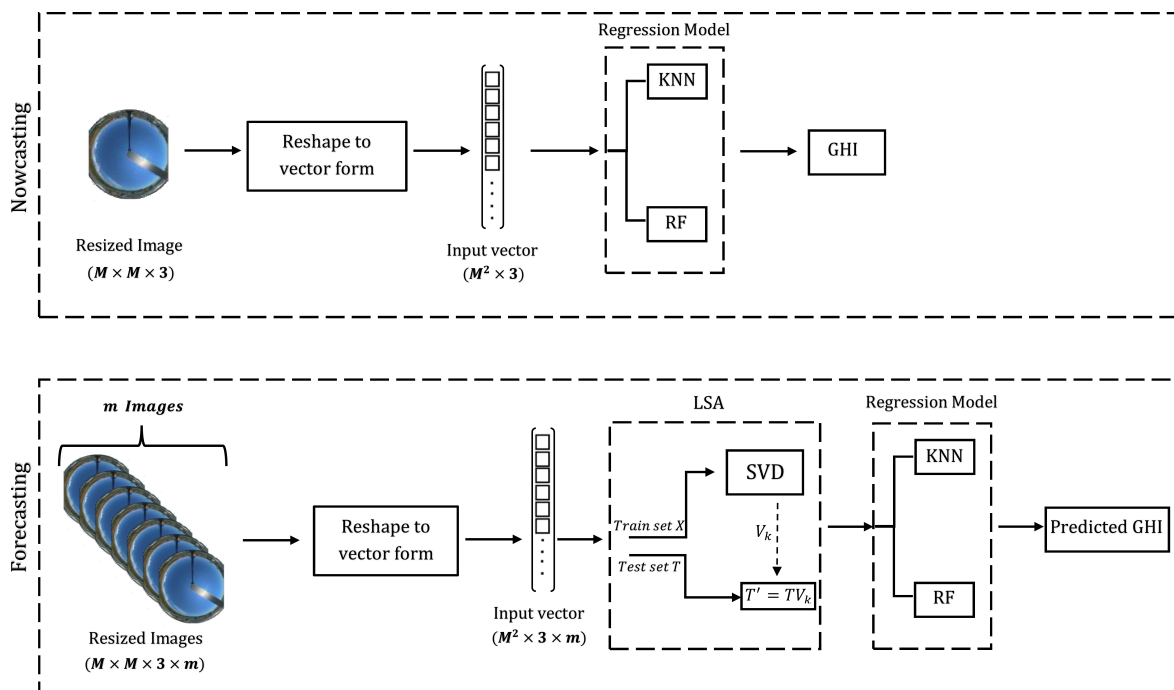 Nowcasting
Regression Model
KNN
Reshape to
vector form
GHI
RF
Resized Image
(M × M × 3)
Input vector
(M² × 3)
Forecasting
m Images
LSA
Regression Model
KNN
SVD
Reshape to
vector form
Train set X
V_k
Predicted GHI
Test set T
T' = TV_k
RF
Input vector
(M² × 3 × m)
Resized Images
(M × M × 3 × m)